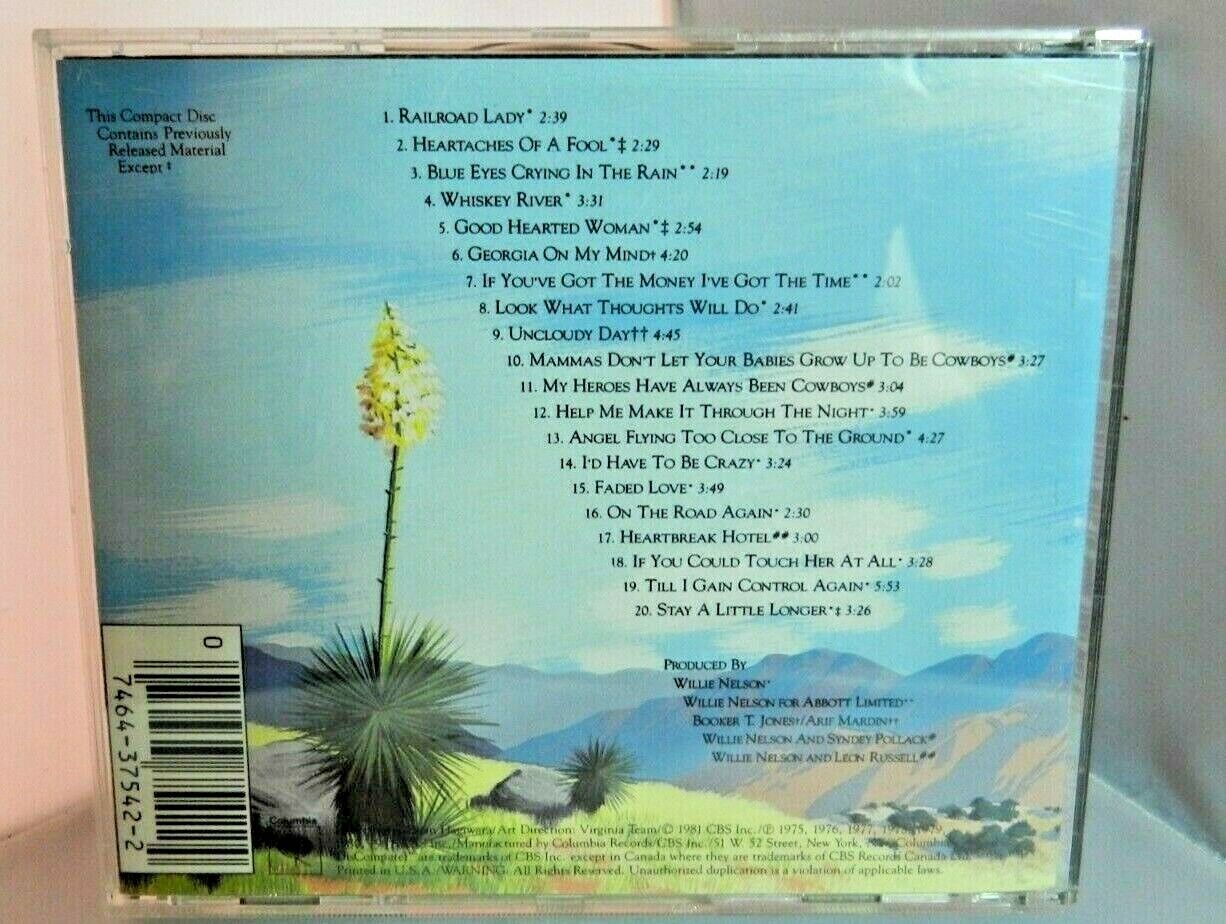 This Compact Disc
Contains Previously
Released Material
Except ‡
1. RAILROAD LADY* 2:39
2. HEARTACHES OF A FOOL*‡ 2:29
3. BLUE EYES CRYING IN THE RAIN** 2:19
4. WHISKEY RIVER* 3:31
5. GOOD HEARTED WOMAN*‡ 2:54
6. GEORGIA ON MY MIND† 4:20
7. IF YOU'VE GOT THE MONEY I'VE GOT THE TIME** 2:02
8. LOOK WHAT THOUGHTS WILL DO* 2:41
9. UNCLOUDY DAY†† 4:45
10. MAMMAS DON'T LET YOUR BABIES GROW UP TO BE COWBOYS# 3:27
11. MY HEROES HAVE ALWAYS BEEN COWBOYS# 3:04
12. HELP ME MAKE IT THROUGH THE NIGHT* 3:59
13. ANGEL FLYING TOO CLOSE TO THE GROUND* 4:27
14. I'D HAVE TO BE CRAZY* 3:24
15. FADED LOVE* 3:49
16. ON THE ROAD AGAIN* 2:30
17. HEARTBREAK HOTEL## 3:00
18. IF YOU COULD TOUCH HER AT ALL* 3:28
19. TILL I GAIN CONTROL AGAIN* 5:53
20. STAY A LITTLE LONGER*‡ 3:26
PRODUCED BY
WILLIE NELSON*
WILLIE NELSON FOR ABBOTT LIMITED**
BOOKER T. JONES†/ARIF MARDIN††
WILLIE NELSON AND SYNDEY POLLACK#
WILLIE NELSON AND LEON RUSSELL##
0 7464-37542-2
Columbia
Hagiwara/Art Direction: Virginia Team/© 1981 CBS Inc./℗ 1975, 1976, 1977, 1979
Inc./Manufactured by Columbia Records/CBS Inc./51 W. 52 Street, New York,
are trademarks of CBS Inc. except in Canada where they are trademarks of CBS Records Canada Ltd.
Printed in U.S.A./WARNING: All Rights Reserved. Unauthorized duplication is a violation of applicable laws.